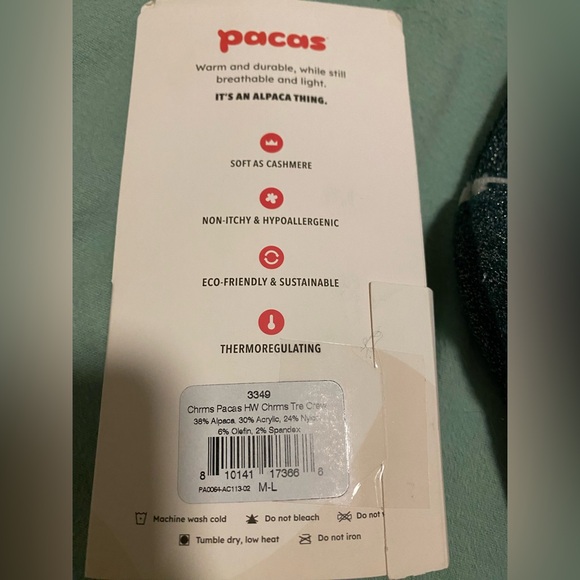 pacas
Warm and durable, while still
breathable and light.
IT'S AN ALPACA THING.
SOFT AS CASHMERE
NON-ITCHY & HYPOALLERGENIC
ECO-FRIENDLY & SUSTAINABLE
THERMOREGULATING
3349
Chrms Pacas HW Chrms Tre Crew
38% Alpaca, 30% Acrylic, 24% Nylon
6% Olefin, 2% Spandex
8 10141 17366 6
PA0064-AC113-02 M-L
Machine wash cold Do not bleach Do not
Tumble dry, low heat Do not iron